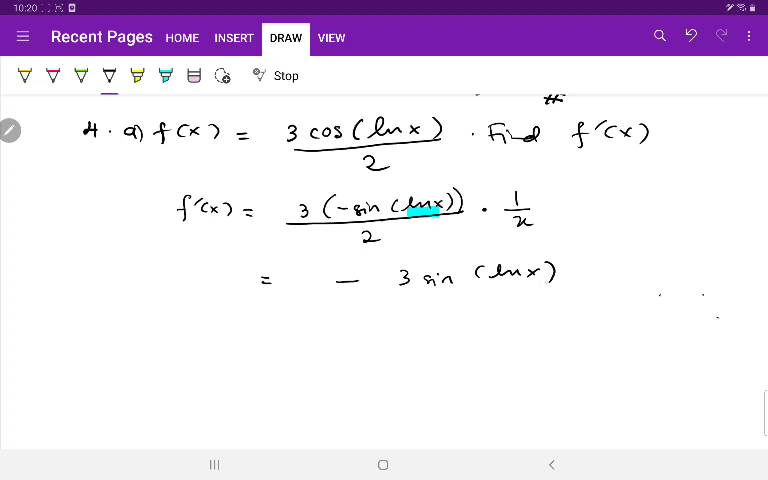 10:20
Recent Pages HOME INSERT DRAW VIEW
Stop
4. a) f(x) = 3 cos (ln x) / 2 . Find f'(x)
f'(x) = 3 (-sin (ln x)) / 2 · 1/x
= - 3 sin (ln x)